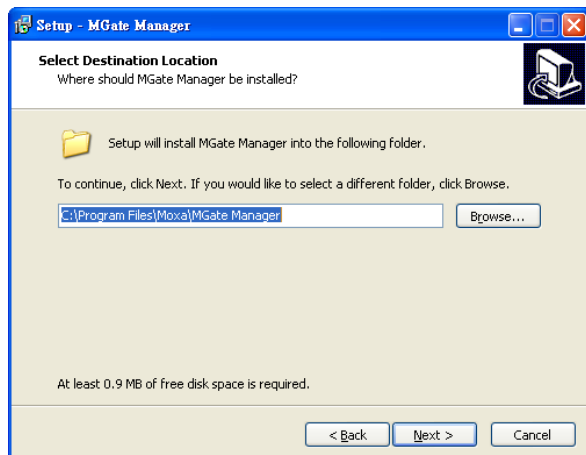 Setup - MGate Manager
Select Destination Location
Where should MGate Manager be installed?
Setup will install MGate Manager into the following folder.
To continue, click Next. If you would like to select a different folder, click Browse.
C:\Program Files\Moxa\MGate Manager
Browse...
At least 0.9 MB of free disk space is required.
< Back
Next >
Cancel